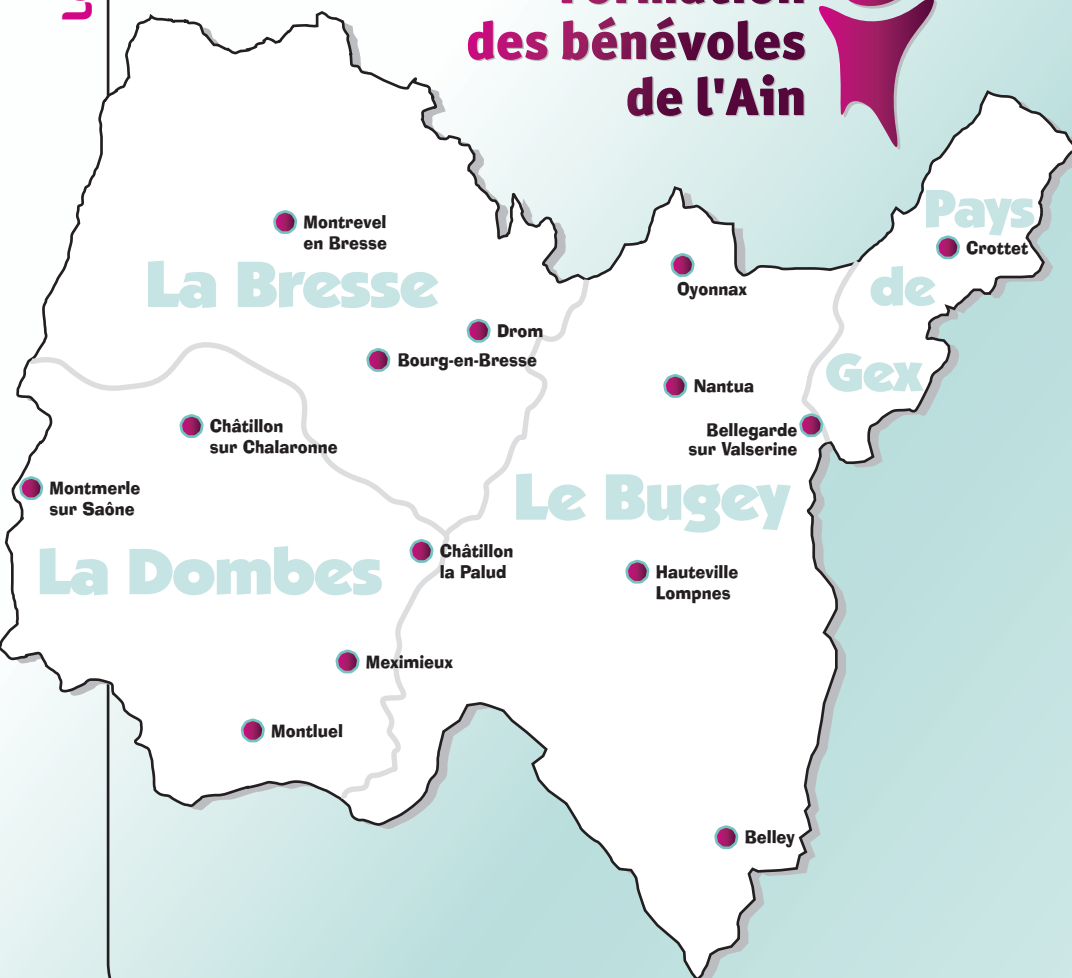 Formation
des bénévoles
de l'Ain
Pays
de
Gex
Crottet
Montrevel
en Bresse
La Bresse
Oyonnax
Drom
Bourg-en-Bresse
Nantua
Châtillon
sur Chalaronne
Bellegarde
sur Valserine
Montmerle
sur Saône
Le Bugey
La Dombes
Châtillon
la Palud
Hauteville
Lompnes
Meximieux
Montluel
Belley